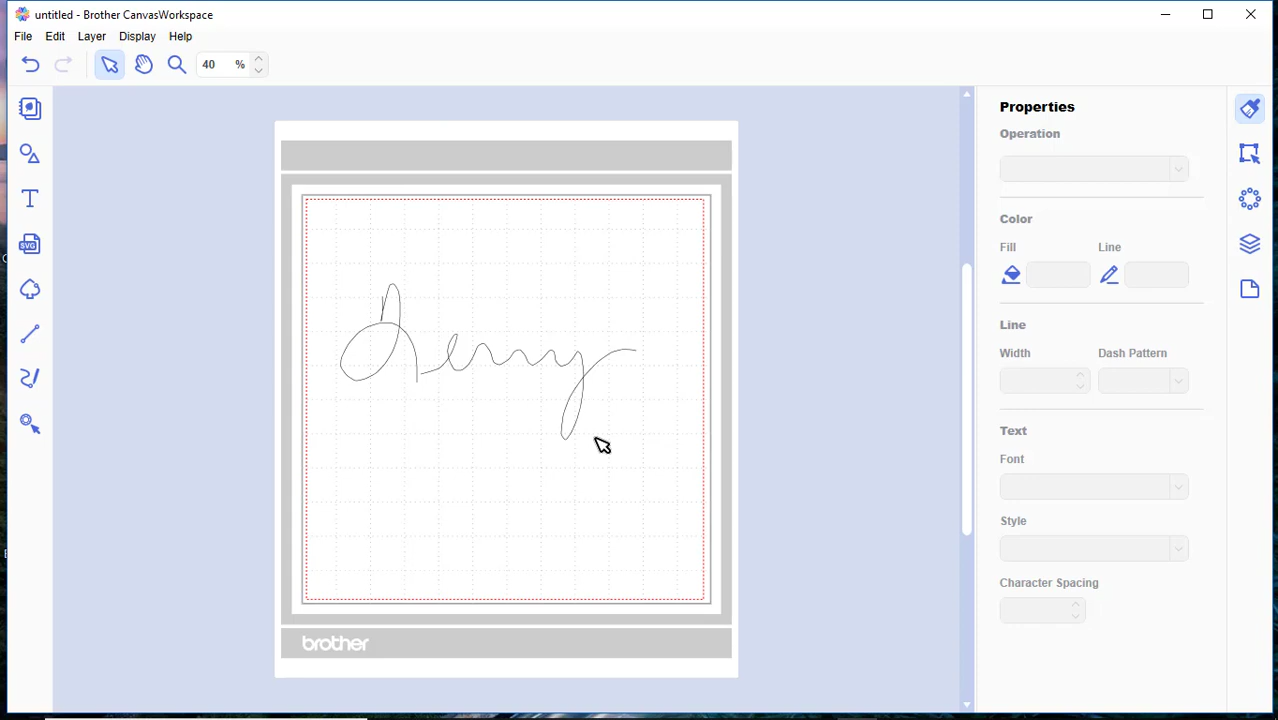 untitled - Brother CanvasWorkspace
File Edit Layer Display Help
40 %
Properties
Operation
Color
Fill Line
SVG
Line
Width Dash Pattern
Text
Font
Style
Character Spacing
brother